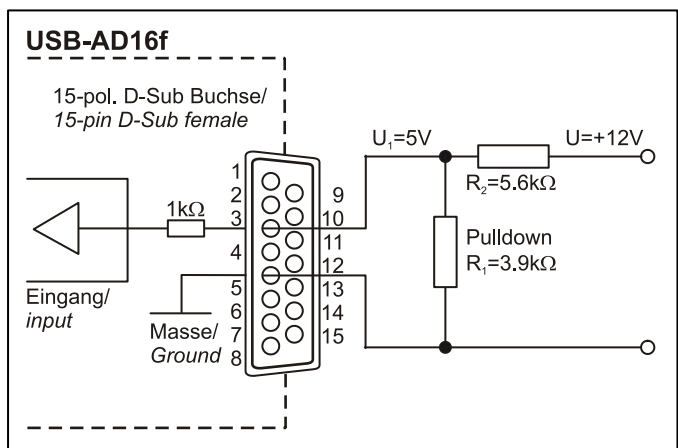 USB-AD16f
15-pol. D-Sub Buchse/
15-pin D-Sub female
U₁=5V
U=+12V
R₂=5.6kΩ
Pulldown
R₁=3.9kΩ
1kΩ
Eingang/
input
Masse/
Ground
1
2
3
4
5
6
7
8
9
10
11
12
13
14
15